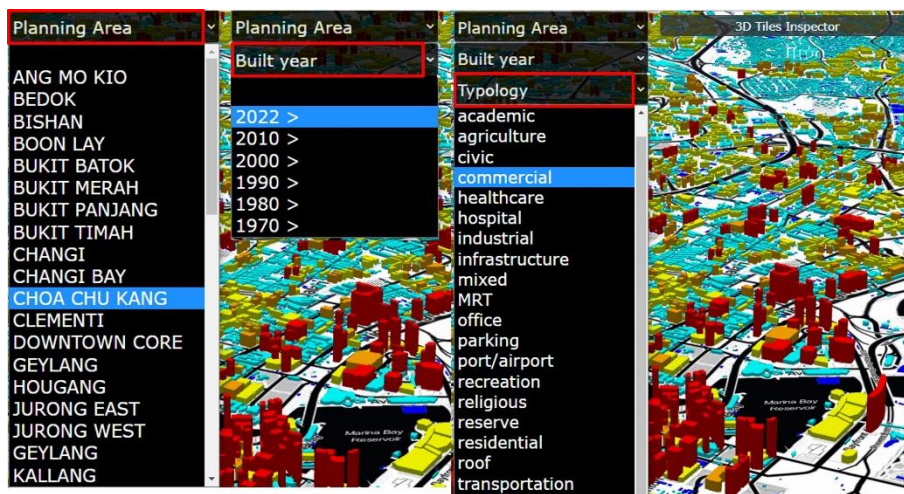 Planning Area
ANG MO KIO
BEDOK
BISHAN
BOON LAY
BUKIT BATOK
BUKIT MERAH
BUKIT PANJANG
BUKIT TIMAH
CHANGI
CHANGI BAY
CHOA CHU KANG
CLEMENTI
DOWNTOWN CORE
GEYLANG
HOUGANG
JURONG EAST
JURONG WEST
GEYLANG
KALLANG
Planning Area
Built year
2022 >
2010 >
2000 >
1990 >
1980 >
1970 >
Marina Bay
Reservoir
Planning Area
Built year
Typology
academic
agriculture
civic
commercial
healthcare
hospital
industrial
infrastructure
mixed
MRT
office
parking
port/airport
recreation
religious
reserve
residential
roof
transportation
3D Tiles Inspector
Marina Bay
Reservoir